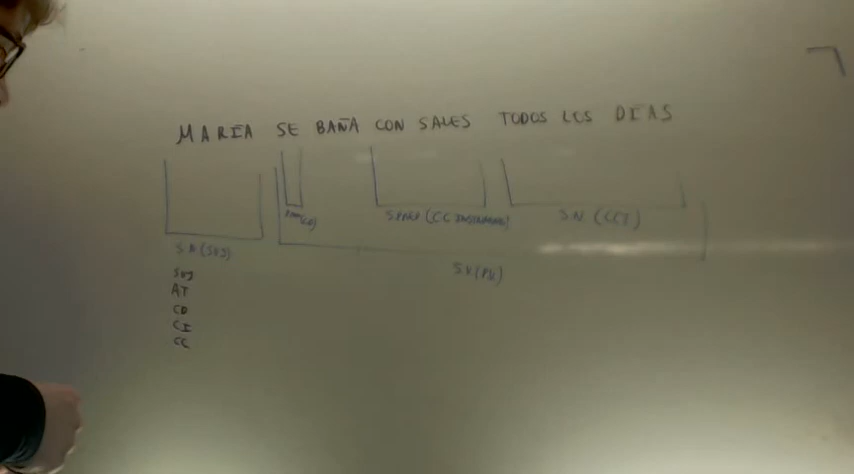 MARÍA SE BAÑA CON SALES TODOS LOS DÍAS
(CD) S.PREP (CC INSTRUMENTO) S.N (CCT)
S.N (SUJ)
S.V (PV)
SUJ
AT
CD
CI
CC